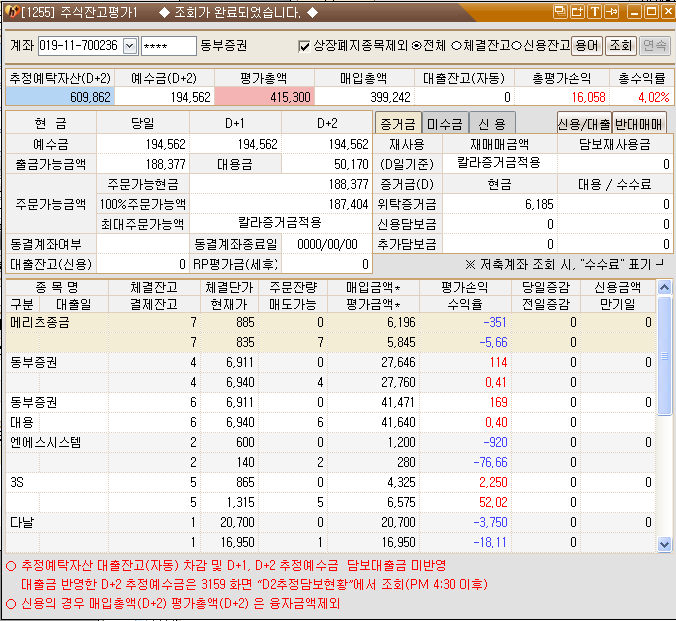 [1255] 주식잔고평가1 ◆ 조회가 완료되었습니다. ◆
계좌 019-11-700236 **** 동부증권 상장폐지종목제외 전체 체결잔고 신용잔고 용어 조회 연속
추정예탁자산(D+2) 예수금(D+2) 평가총액 매입총액 대출잔고(자동) 총평가손익 총수익률
609,862 194,562 415,300 399,242 0 16,058 4,02%
현 금 당일 D+1 D+2
예수금 194,562 194,562 194,562
출금가능금액 188,377 대용금 50,170
주문가능금액 주문가능현금 188,377
100%주문가능액 187,404
최대주문가능액 칼라증거금적용
동결계좌여부 동결계좌종료일 0000/00/00
대출잔고(신용) 0 RP평가금(세후) 0
증거금 미수금 신 용 신용/대출 반대매매
재사용 재매매금액 담보재사용금
(D일기준) 칼라증거금적용 0
증거금(D) 현금 대용 / 수수료
위탁증거금 6,185 0
신용담보금 0 0
추가담보금 0 0
※ 저축계좌 조회 시, "수수료" 표기 ┘
종 목 명 체결잔고 체결단가 주문잔량 매입금액* 평가손익 당일증감 신용금액
구분 대출일 결제잔고 현재가 매도가능 평가금액* 수익율 전일증감 만기일
메리츠종금 7 885 0 6,196 -351 0 0
7 835 7 5,845 -5,66 0
동부증권 4 6,911 0 27,646 114 0 0
4 6,940 4 27,760 0,41 0
동부증권 6 6,911 0 41,471 169 0 0
대용 6 6,940 6 41,640 0,40 0
엔에스시스템 2 600 0 1,200 -920 0 0
2 140 2 280 -76,66 0
3S 5 865 0 4,325 2,250 0 0
5 1,315 5 6,575 52,02 0
다날 1 20,700 0 20,700 -3,750 0 0
1 16,950 1 16,950 -18,11 0
○ 추정예탁자산 대출잔고(자동) 차감 및 D+1, D+2 추정예수금 담보대출금 미반영
대출금 반영한 D+2 추정예수금은 3159 화면 "D2추정담보현황"에서 조회(PM 4:30 이후)
○ 신용의 경우 매입총액(D+2) 평가총액(D+2) 은 융자금액제외